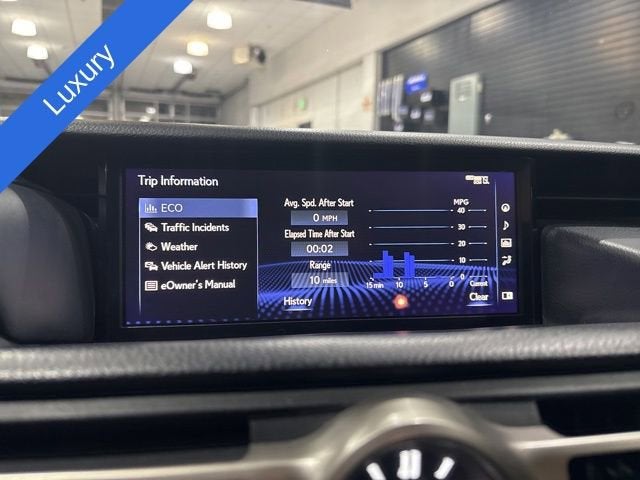 Luxury
Trip Information
ECO
Traffic Incidents
Weather
Vehicle Alert History
eOwner's Manual
Avg. Spd. After Start
0 MPH
Elapsed Time After Start
00:02
Range
10 miles
History
MPG
40
30
20
10
0
15 min 10 5 0 Current
Clear